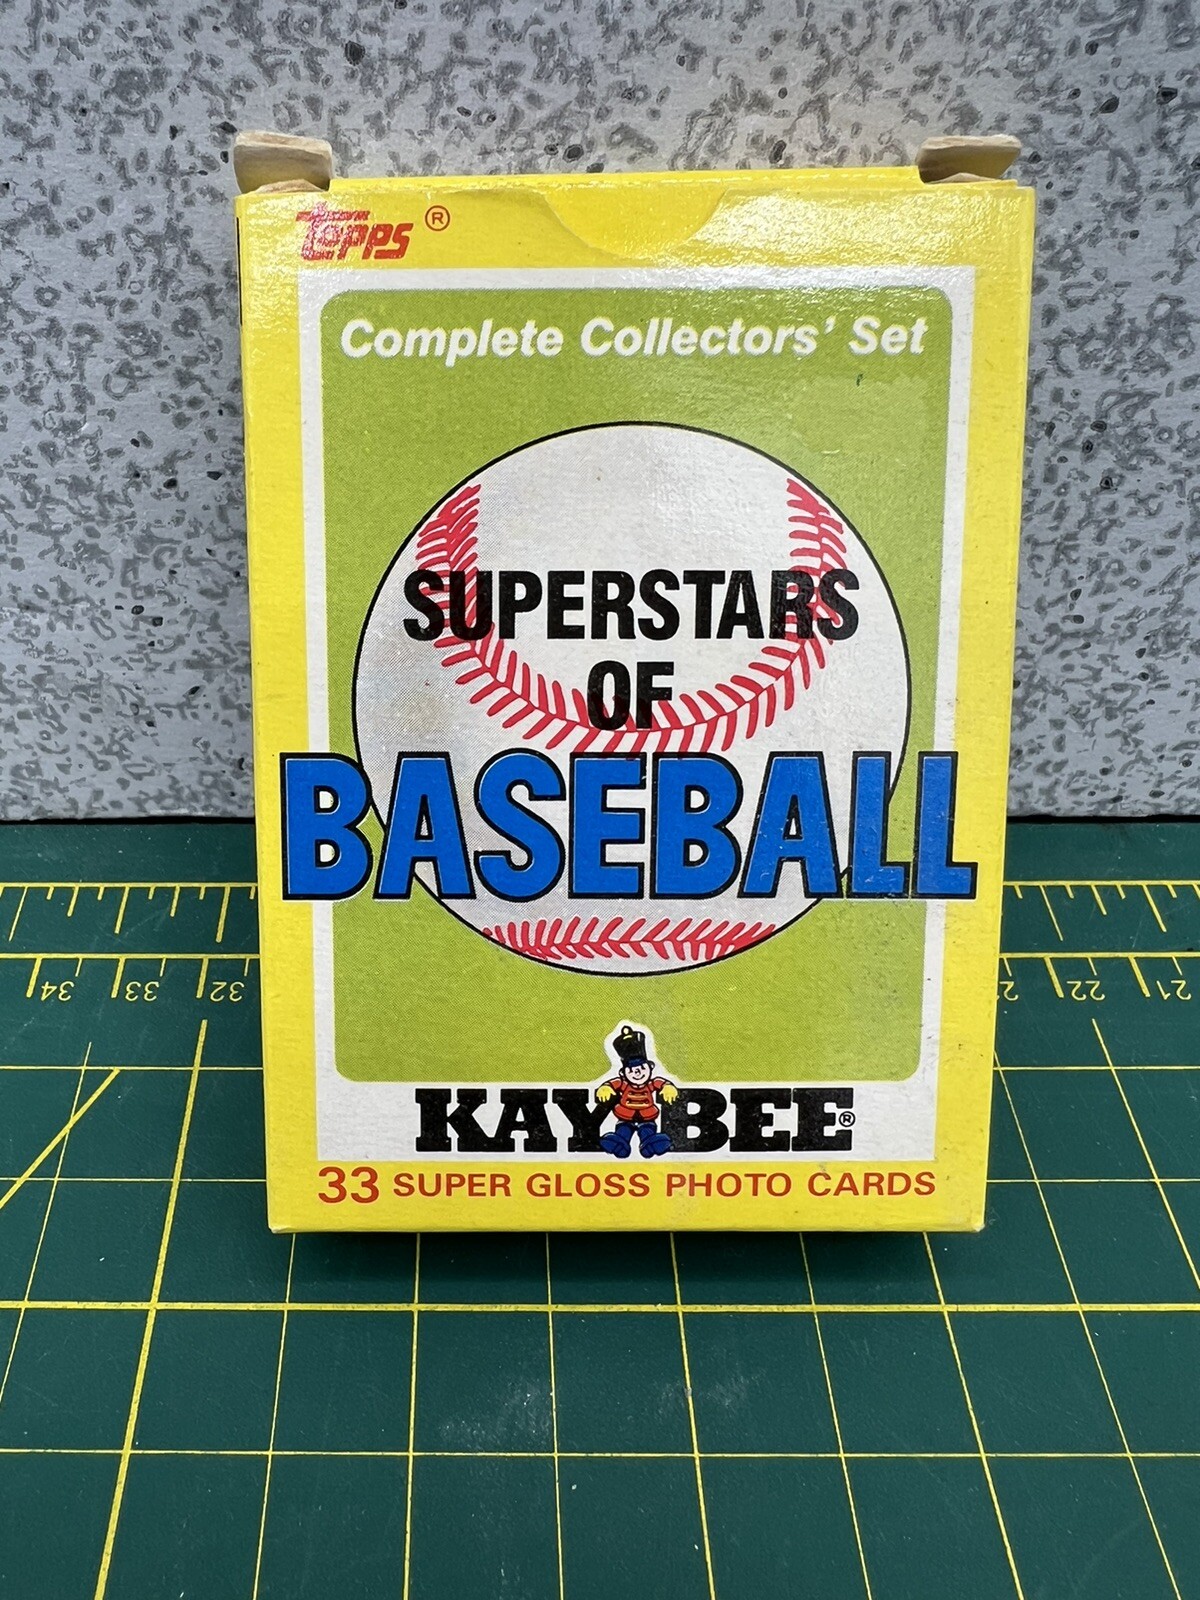 Topps ®
Complete Collectors' Set
SUPERSTARS
OF
BASEBALL
34 33 32 22 21
KAY BEE®
33 SUPER GLOSS PHOTO CARDS